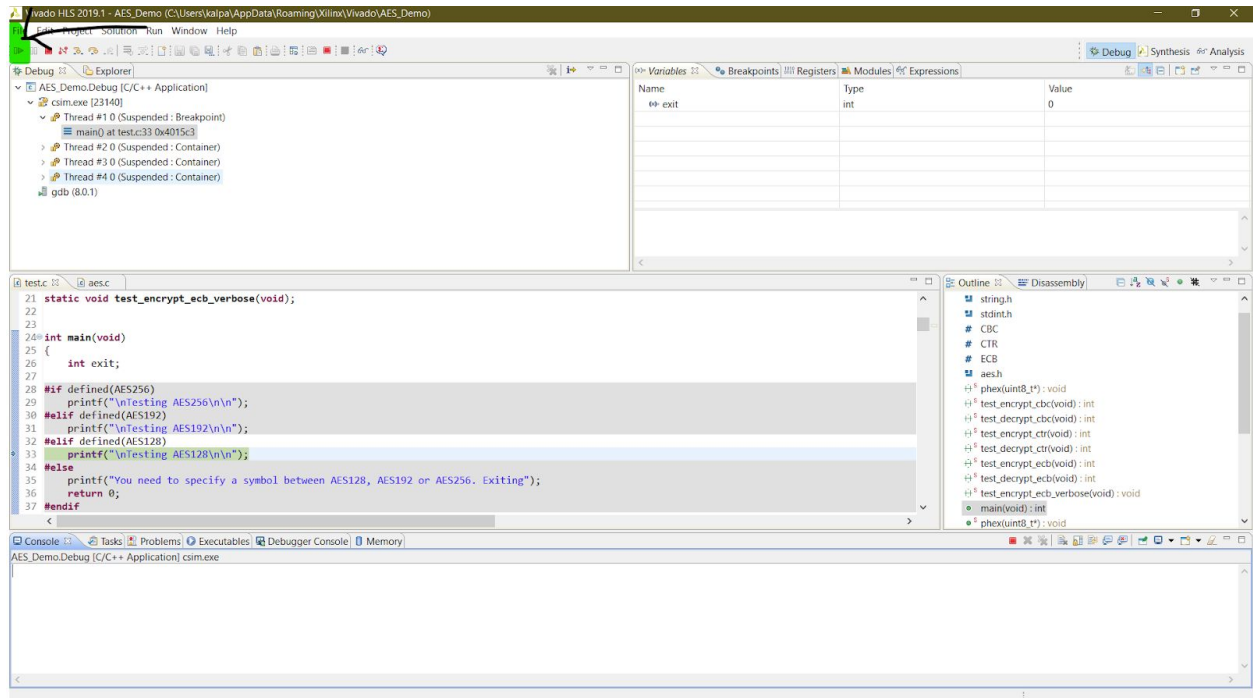 Vivado HLS 2019.1 - AES_Demo (C:\Users\kalpa\AppData\Roaming\Xilinx\Vivado\AES_Demo)
File Edit Project Solution Run Window Help
Debug Synthesis Analysis
Debug Explorer
AES_Demo.Debug [C/C++ Application]
csim.exe [23140]
Thread #1 0 (Suspended : Breakpoint)
main() at test.c:33 0x4015c3
Thread #2 0 (Suspended : Container)
Thread #3 0 (Suspended : Container)
Thread #4 0 (Suspended : Container)
gdb (8.0.1)
Variables Breakpoints Registers Modules Expressions
Name Type Value
exit int 0
test.c aes.c
21 static void test_encrypt_ecb_verbose(void);
22
23
24 int main(void)
25 {
26 int exit;
27
28 #if defined(AES256)
29 printf("\nTesting AES256\n\n");
30 #elif defined(AES192)
31 printf("\nTesting AES192\n\n");
32 #elif defined(AES128)
33 printf("\nTesting AES128\n\n");
34 #else
35 printf("You need to specify a symbol between AES128, AES192 or AES256. Exiting");
36 return 0;
37 #endif
Outline Disassembly
string.h
stdint.h
# CBC
# CTR
# ECB
aes.h
S phex(uint8_t*) : void
S test_encrypt_cbc(void) : int
S test_decrypt_cbc(void) : int
S test_encrypt_ctr(void) : int
S test_decrypt_ctr(void) : int
S test_encrypt_ecb(void) : int
S test_decrypt_ecb(void) : int
S test_encrypt_ecb_verbose(void) : void
main(void) : int
S phex(uint8_t*) : void
Console Tasks Problems Executables Debugger Console Memory
AES_Demo.Debug [C/C++ Application] csim.exe